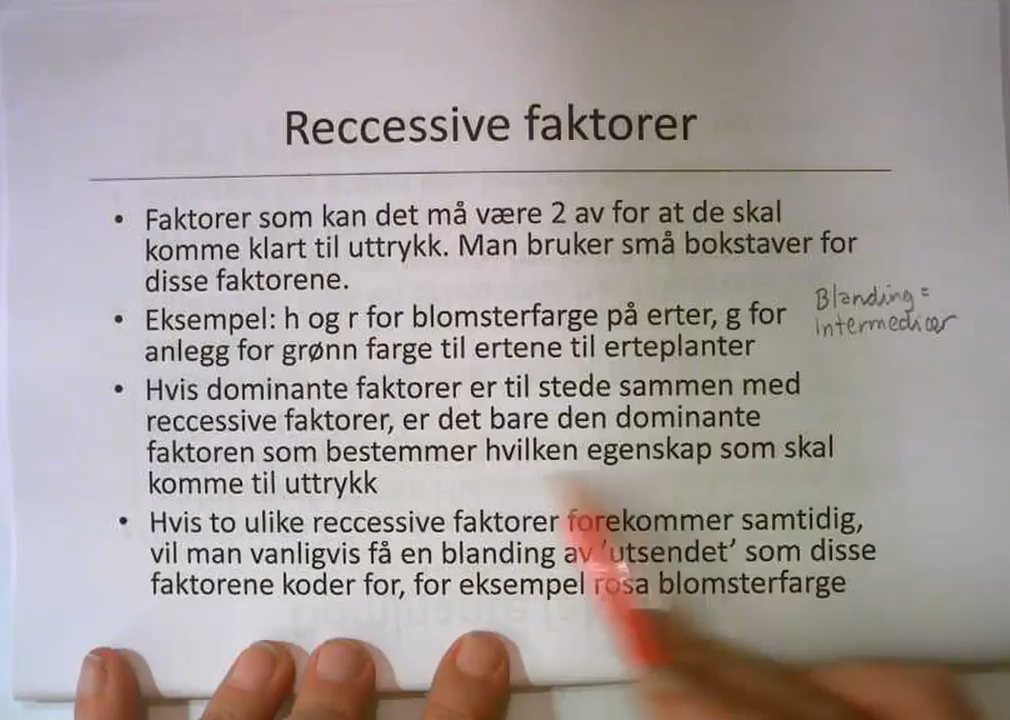 Reccessive faktorer
• Faktorer som kan det må være 2 av for at de skal
komme klart til uttrykk. Man bruker små bokstaver for
disse faktorene.
• Eksempel: h og r for blomsterfarge på erter, g for
anlegg for grønn farge til ertene til erteplanter
Blanding =
intermediær
• Hvis dominante faktorer er til stede sammen med
reccessive faktorer, er det bare den dominante
faktoren som bestemmer hvilken egenskap som skal
komme til uttrykk
• Hvis to ulike reccessive faktorer forekommer samtidig,
vil man vanligvis få en blanding av 'utsendet' som disse
faktorene koder for, for eksempel rosa blomsterfarge